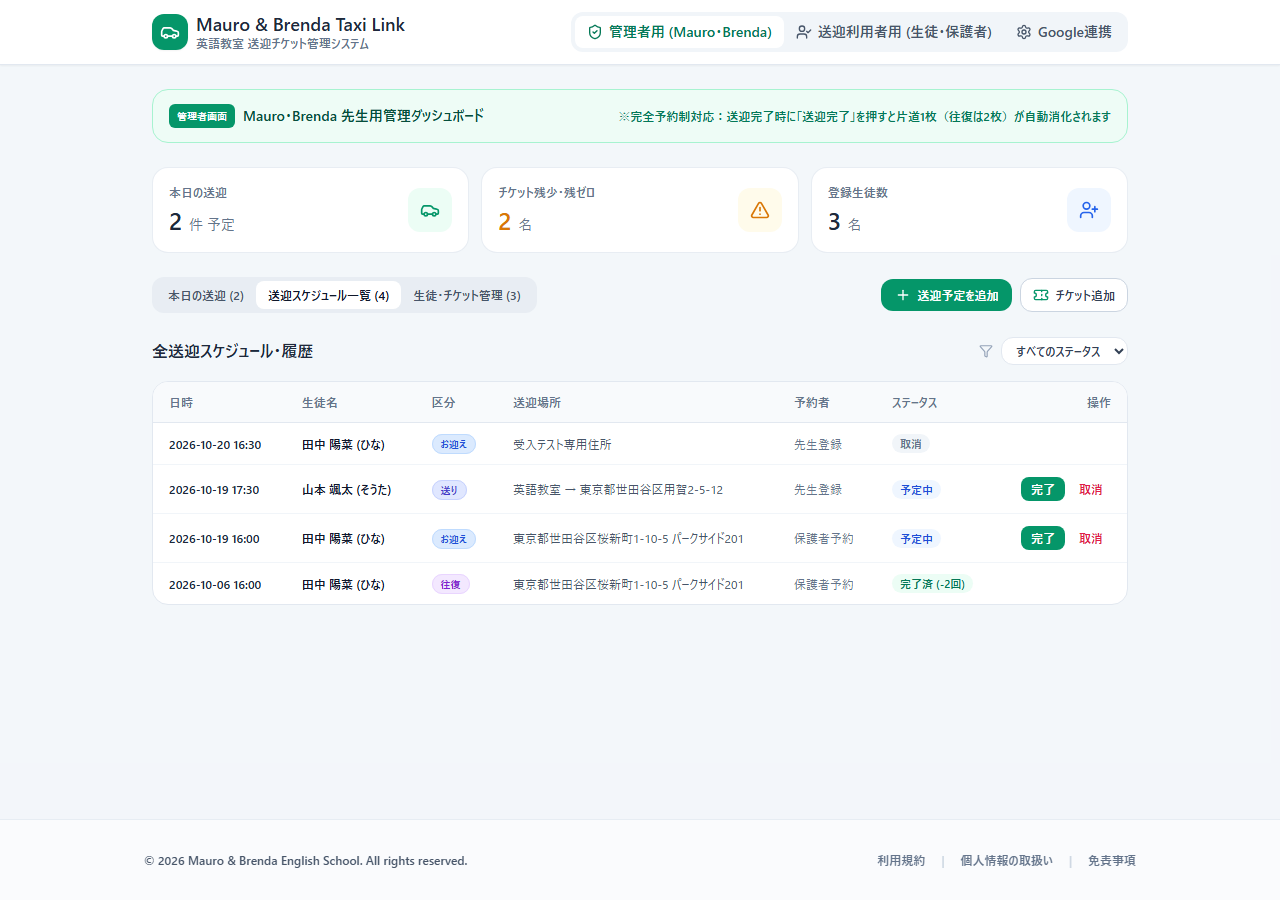 Mauro & Brenda Taxi Link
英語教室 送迎チケット管理システム
管理者用 (Mauro・Brenda)
送迎利用者用 (生徒・保護者)
Google連携
管理者画面
Mauro・Brenda 先生用管理ダッシュボード
※完全予約制対応：送迎完了時に「送迎完了」を押すと片道1枚（往復は2枚）が自動消化されます
本日の送迎
2 件 予定
チケット残少・残ゼロ
2 名
登録生徒数
3 名
本日の送迎 (2)
送迎スケジュール一覧 (4)
生徒・チケット管理 (3)
送迎予定を追加
チケット追加
全送迎スケジュール・履歴
すべてのステータス
日時 生徒名 区分 送迎場所 予約者 ステータス 操作
2026-10-20 16:30 田中 陽菜 (ひな) お迎え 受入テスト専用住所 先生登録 取消
2026-10-19 17:30 山本 颯太 (そうた) 送り 英語教室 → 東京都世田谷区用賀2-5-12 先生登録 予定中 完了 取消
2026-10-19 16:00 田中 陽菜 (ひな) お迎え 東京都世田谷区桜新町1-10-5 パークサイド201 保護者予約 予定中 完了 取消
2026-10-06 16:00 田中 陽菜 (ひな) 往復 東京都世田谷区桜新町1-10-5 パークサイド201 保護者予約 完了済 (-2回)
© 2026 Mauro & Brenda English School. All rights reserved.
利用規約 | 個人情報の取扱い | 免責事項